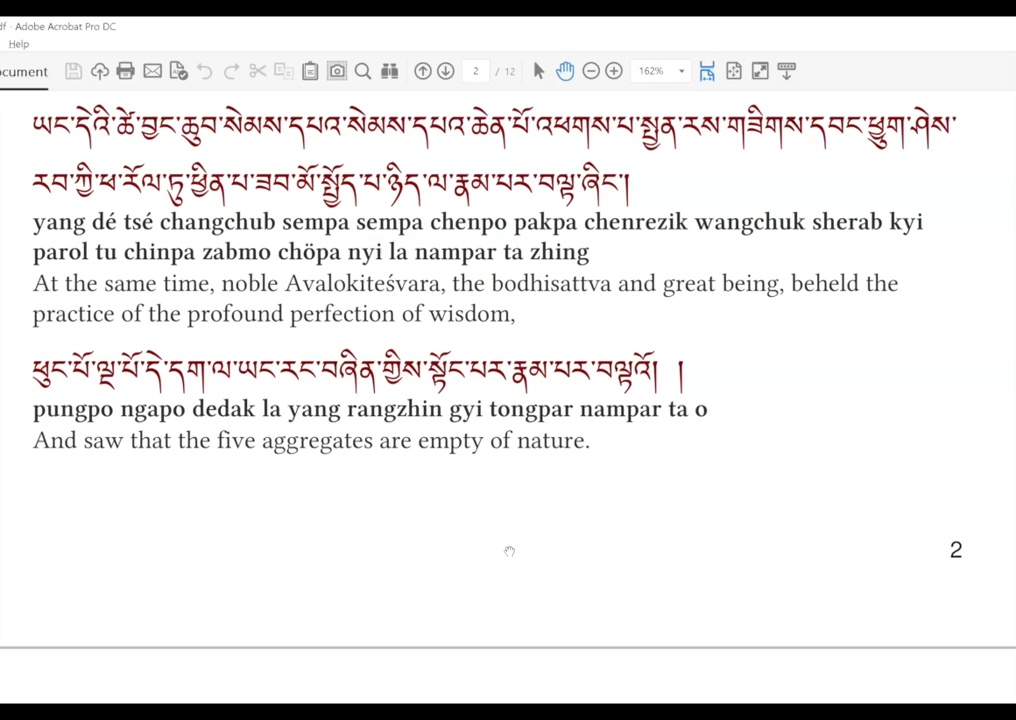 df - Adobe Acrobat Pro DC
Help
ocument 2 / 12 162%
ཡང་དེའི་ཚེ་བྱང་ཆུབ་སེམས་དཔའ་སེམས་དཔའ་ཆེན་པོ་འཕགས་པ་སྤྱན་རས་གཟིགས་དབང་ཕྱུག་ཤེས་
རབ་ཀྱི་ཕ་རོལ་ཏུ་ཕྱིན་པ་ཟབ་མོ་སྤྱོད་པ་ཉིད་ལ་རྣམ་པར་བལྟ་ཞིང་།
yang dé tsé changchub sempa sempa chenpo pakpa chenrezik wangchuk sherab kyi
parol tu chinpa zabmo chöpa nyi la nampar ta zhing
At the same time, noble Avalokiteśvara, the bodhisattva and great being, beheld the
practice of the profound perfection of wisdom,
ཕུང་པོ་ལྔ་པོ་དེ་དག་ལ་ཡང་རང་བཞིན་གྱིས་སྟོང་པར་རྣམ་པར་བལྟའོ། །
pungpo ngapo dedak la yang rangzhin gyi tongpar nampar ta o
And saw that the five aggregates are empty of nature.
2